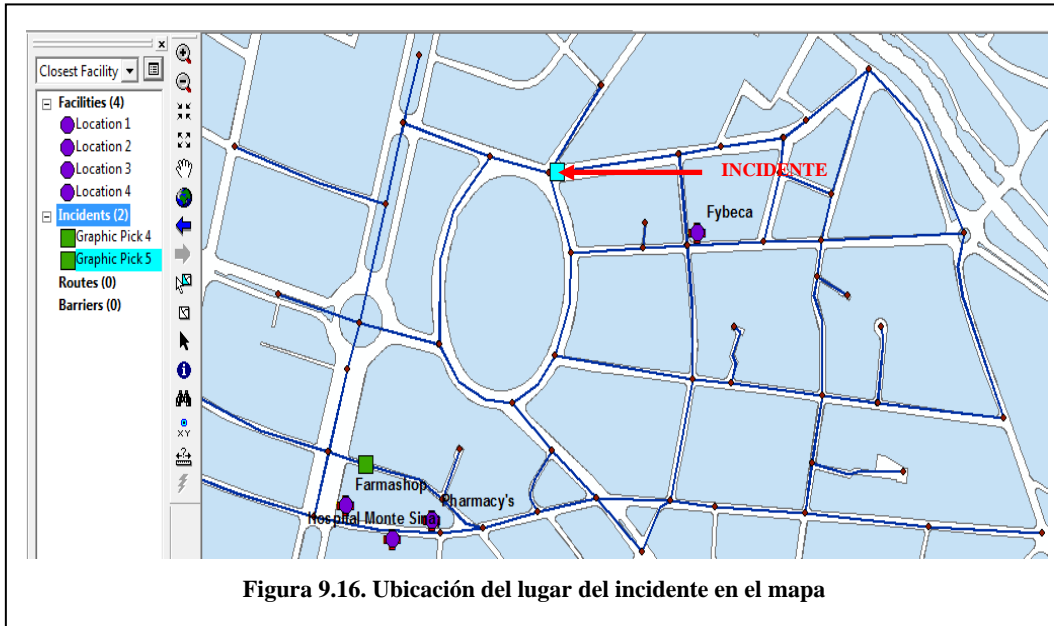 Closest Facility
Facilities (4)
Location 1
Location 2
Location 3
Location 4
Incidents (2)
Graphic Pick 4
Graphic Pick 5
Routes (0)
Barriers (0)
INCIDENTE
Fybeca
Farmashop
Pharmacy's
Hospital Monte Sinai
Figura 9.16. Ubicación del lugar del incidente en el mapa